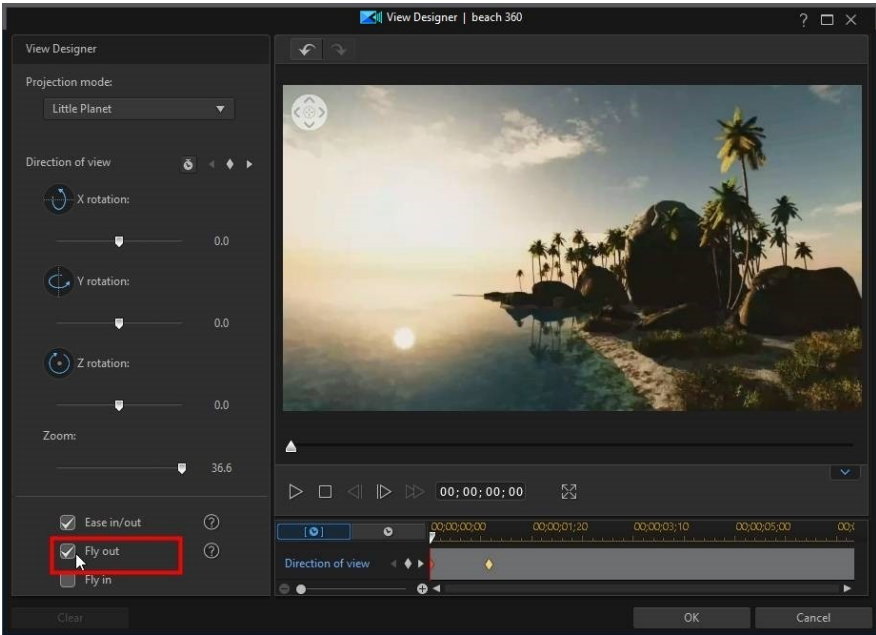 View Designer | beach 360
View Designer
Projection mode:
Little Planet
Direction of view
X rotation:
0.0
Y rotation:
0.0
Z rotation:
0.0
Zoom:
36.6
Ease in/out
Fly out
Fly in
Clear
00;00;00;00
00;00;00;00 00;00;01;20 00;00;03;10 00;00;05;00
Direction of view
OK Cancel